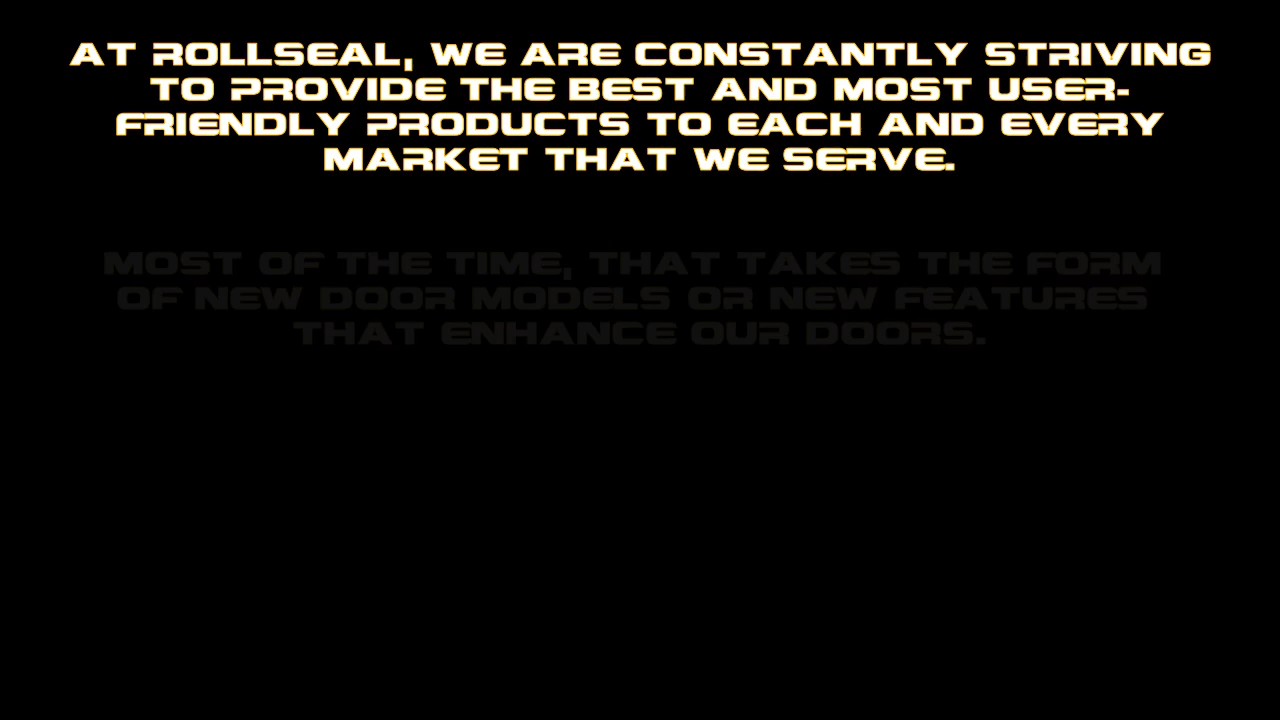 AT ROLLSEAL, WE ARE CONSTANTLY STRIVING
TO PROVIDE THE BEST AND MOST USER-
FRIENDLY PRODUCTS TO EACH AND EVERY
MARKET THAT WE SERVE.
MOST OF THE TIME, THAT TAKES THE FORM
OF NEW DOOR MODELS OR NEW FEATURES
THAT ENHANCE OUR DOORS.